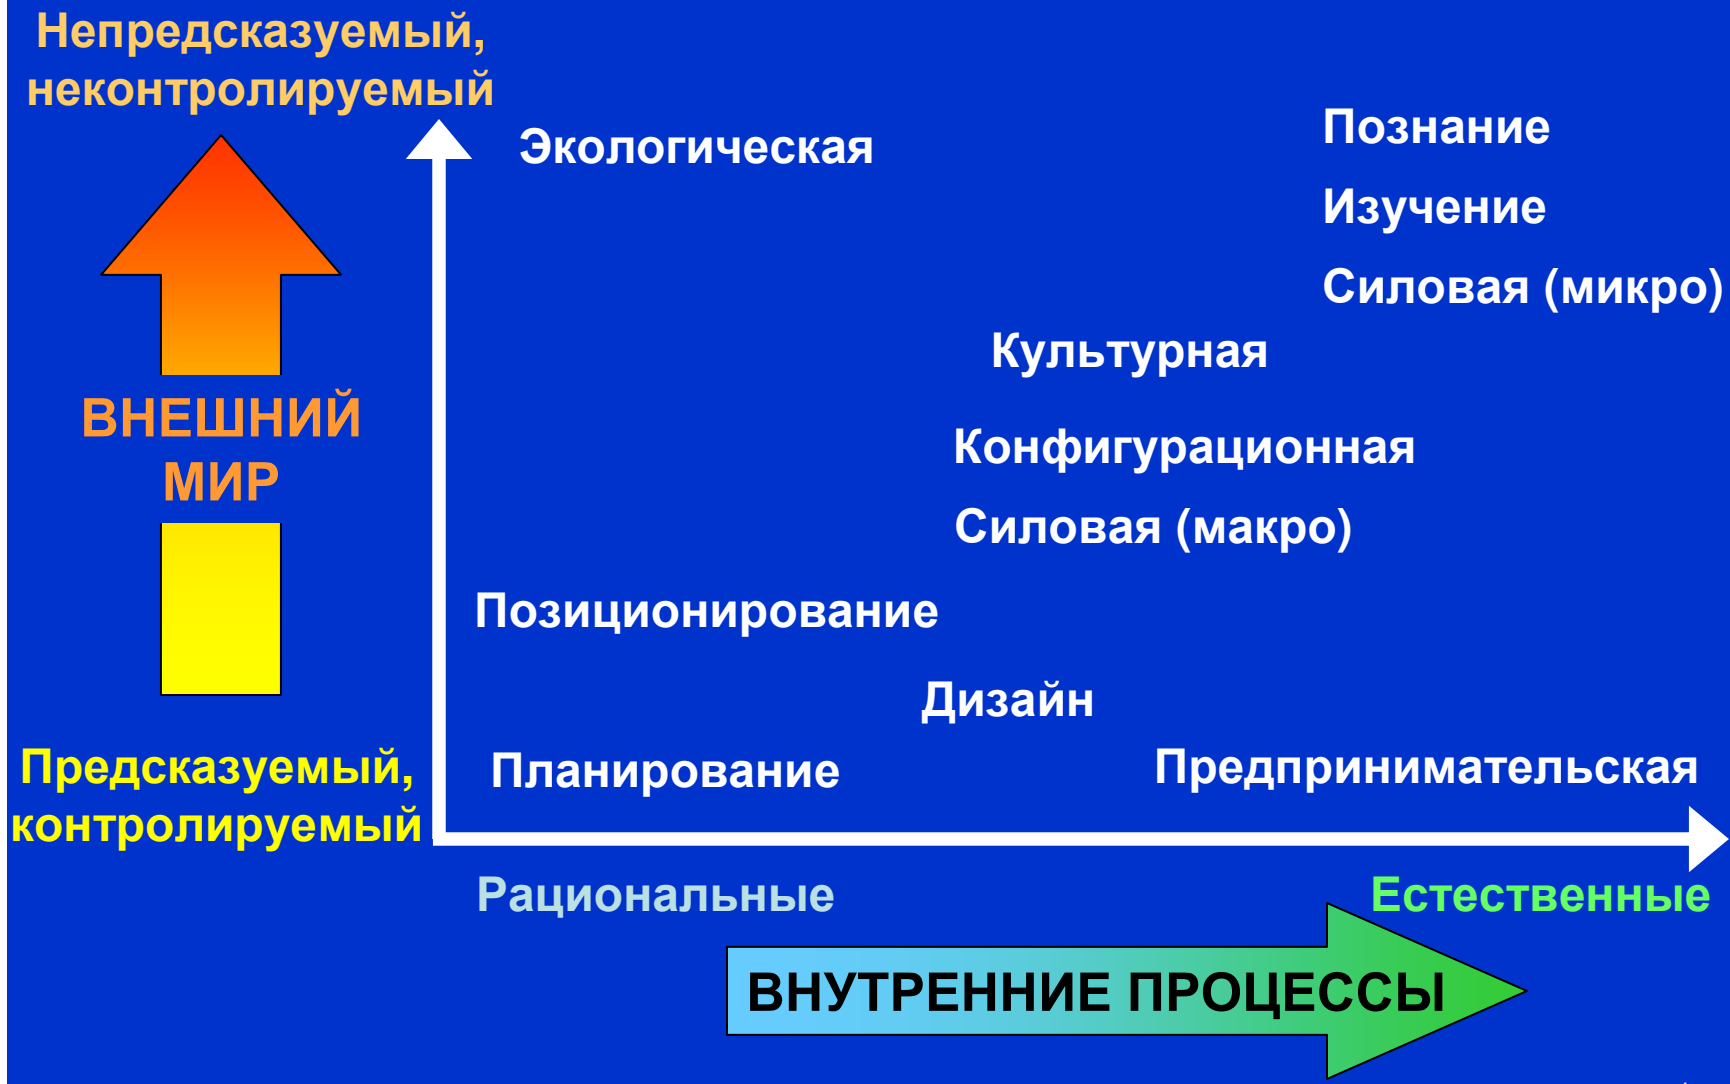 Непредсказуемый,
неконтролируемый
Экологическая
Познание
Изучение
Силовая (микро)
Культурная
ВНЕШНИЙ
МИР
Конфигурационная
Силовая (макро)
Позиционирование
Дизайн
Предсказуемый,
контролируемый
Планирование
Предпринимательская
Рациональные
Естественные
ВНУТРЕННИЕ ПРОЦЕССЫ